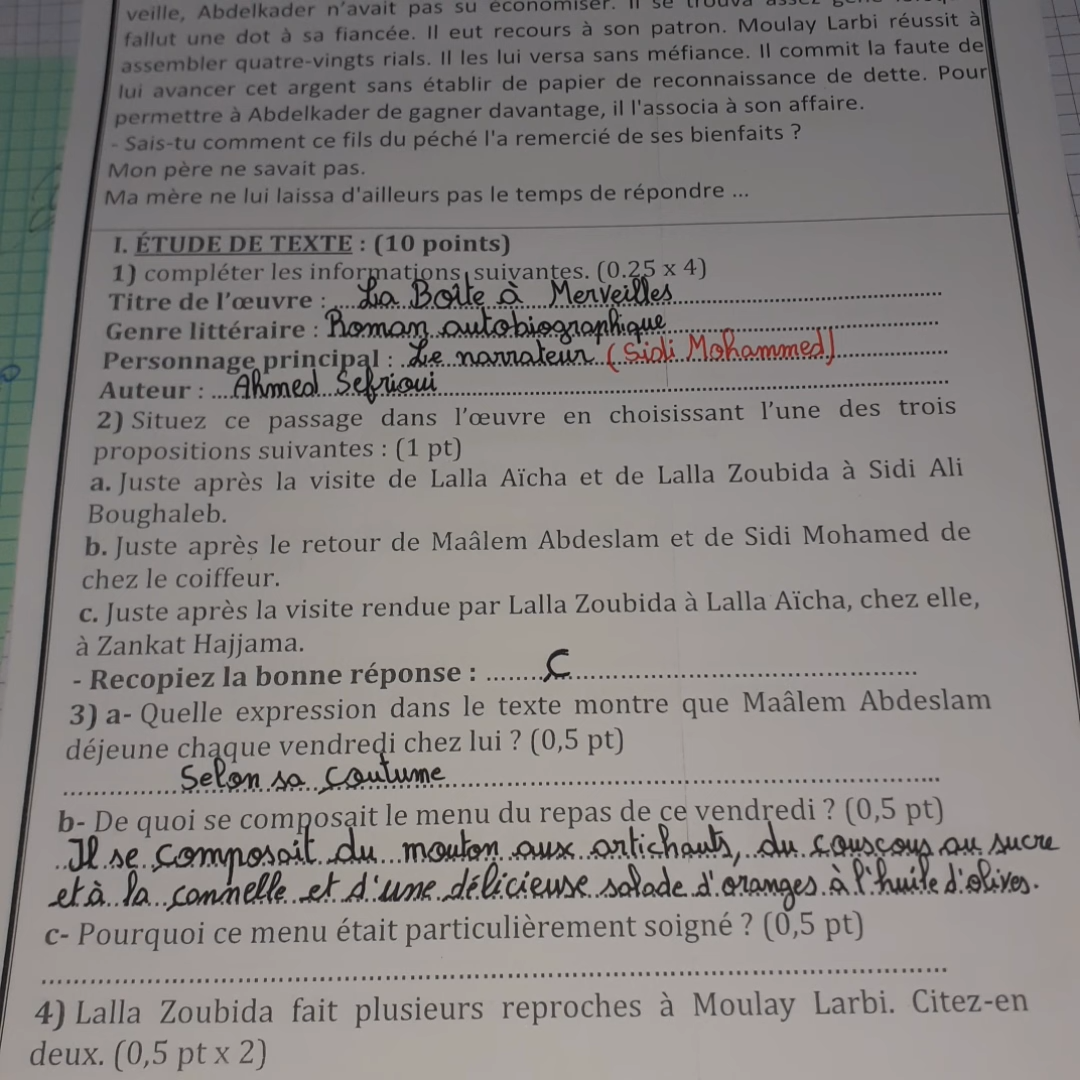 veille, Abdelkader n'avait pas su économiser. Il se trouva assez
fallut une dot à sa fiancée. Il eut recours à son patron. Moulay Larbi réussit à
assembler quatre-vingts rials. Il les lui versa sans méfiance. Il commit la faute de
lui avancer cet argent sans établir de papier de reconnaissance de dette. Pour
permettre à Abdelkader de gagner davantage, il l'associa à son affaire.
- Sais-tu comment ce fils du péché l'a remercié de ses bienfaits ?
Mon père ne savait pas.
Ma mère ne lui laissa d'ailleurs pas le temps de répondre ...
I. ÉTUDE DE TEXTE : (10 points)
1) compléter les informations suivantes. (0.25 x 4)
Titre de l'œuvre : La Boîte à Merveilles
Genre littéraire : Roman autobiographique
Personnage principal : Le narrateur (Sidi Mohammed)
Auteur : Ahmed Sefrioui
2) Situez ce passage dans l'œuvre en choisissant l'une des trois
propositions suivantes : (1 pt)
a. Juste après la visite de Lalla Aïcha et de Lalla Zoubida à Sidi Ali
Boughaleb.
b. Juste après le retour de Maâlem Abdeslam et de Sidi Mohamed de
chez le coiffeur.
c. Juste après la visite rendue par Lalla Zoubida à Lalla Aïcha, chez elle,
à Zankat Hajjama.
- Recopiez la bonne réponse : C
3) a- Quelle expression dans le texte montre que Maâlem Abdeslam
déjeune chaque vendredi chez lui ? (0,5 pt)
Selon sa coutume
b- De quoi se composait le menu du repas de ce vendredi ? (0,5 pt)
Il se composait du mouton aux artichauts, du couscous au sucre
et à la cannelle et d'une délicieuse salade d'oranges à l'huile d'olives.
c- Pourquoi ce menu était particulièrement soigné ? (0,5 pt)
4) Lalla Zoubida fait plusieurs reproches à Moulay Larbi. Citez-en
deux. (0,5 pt x 2)